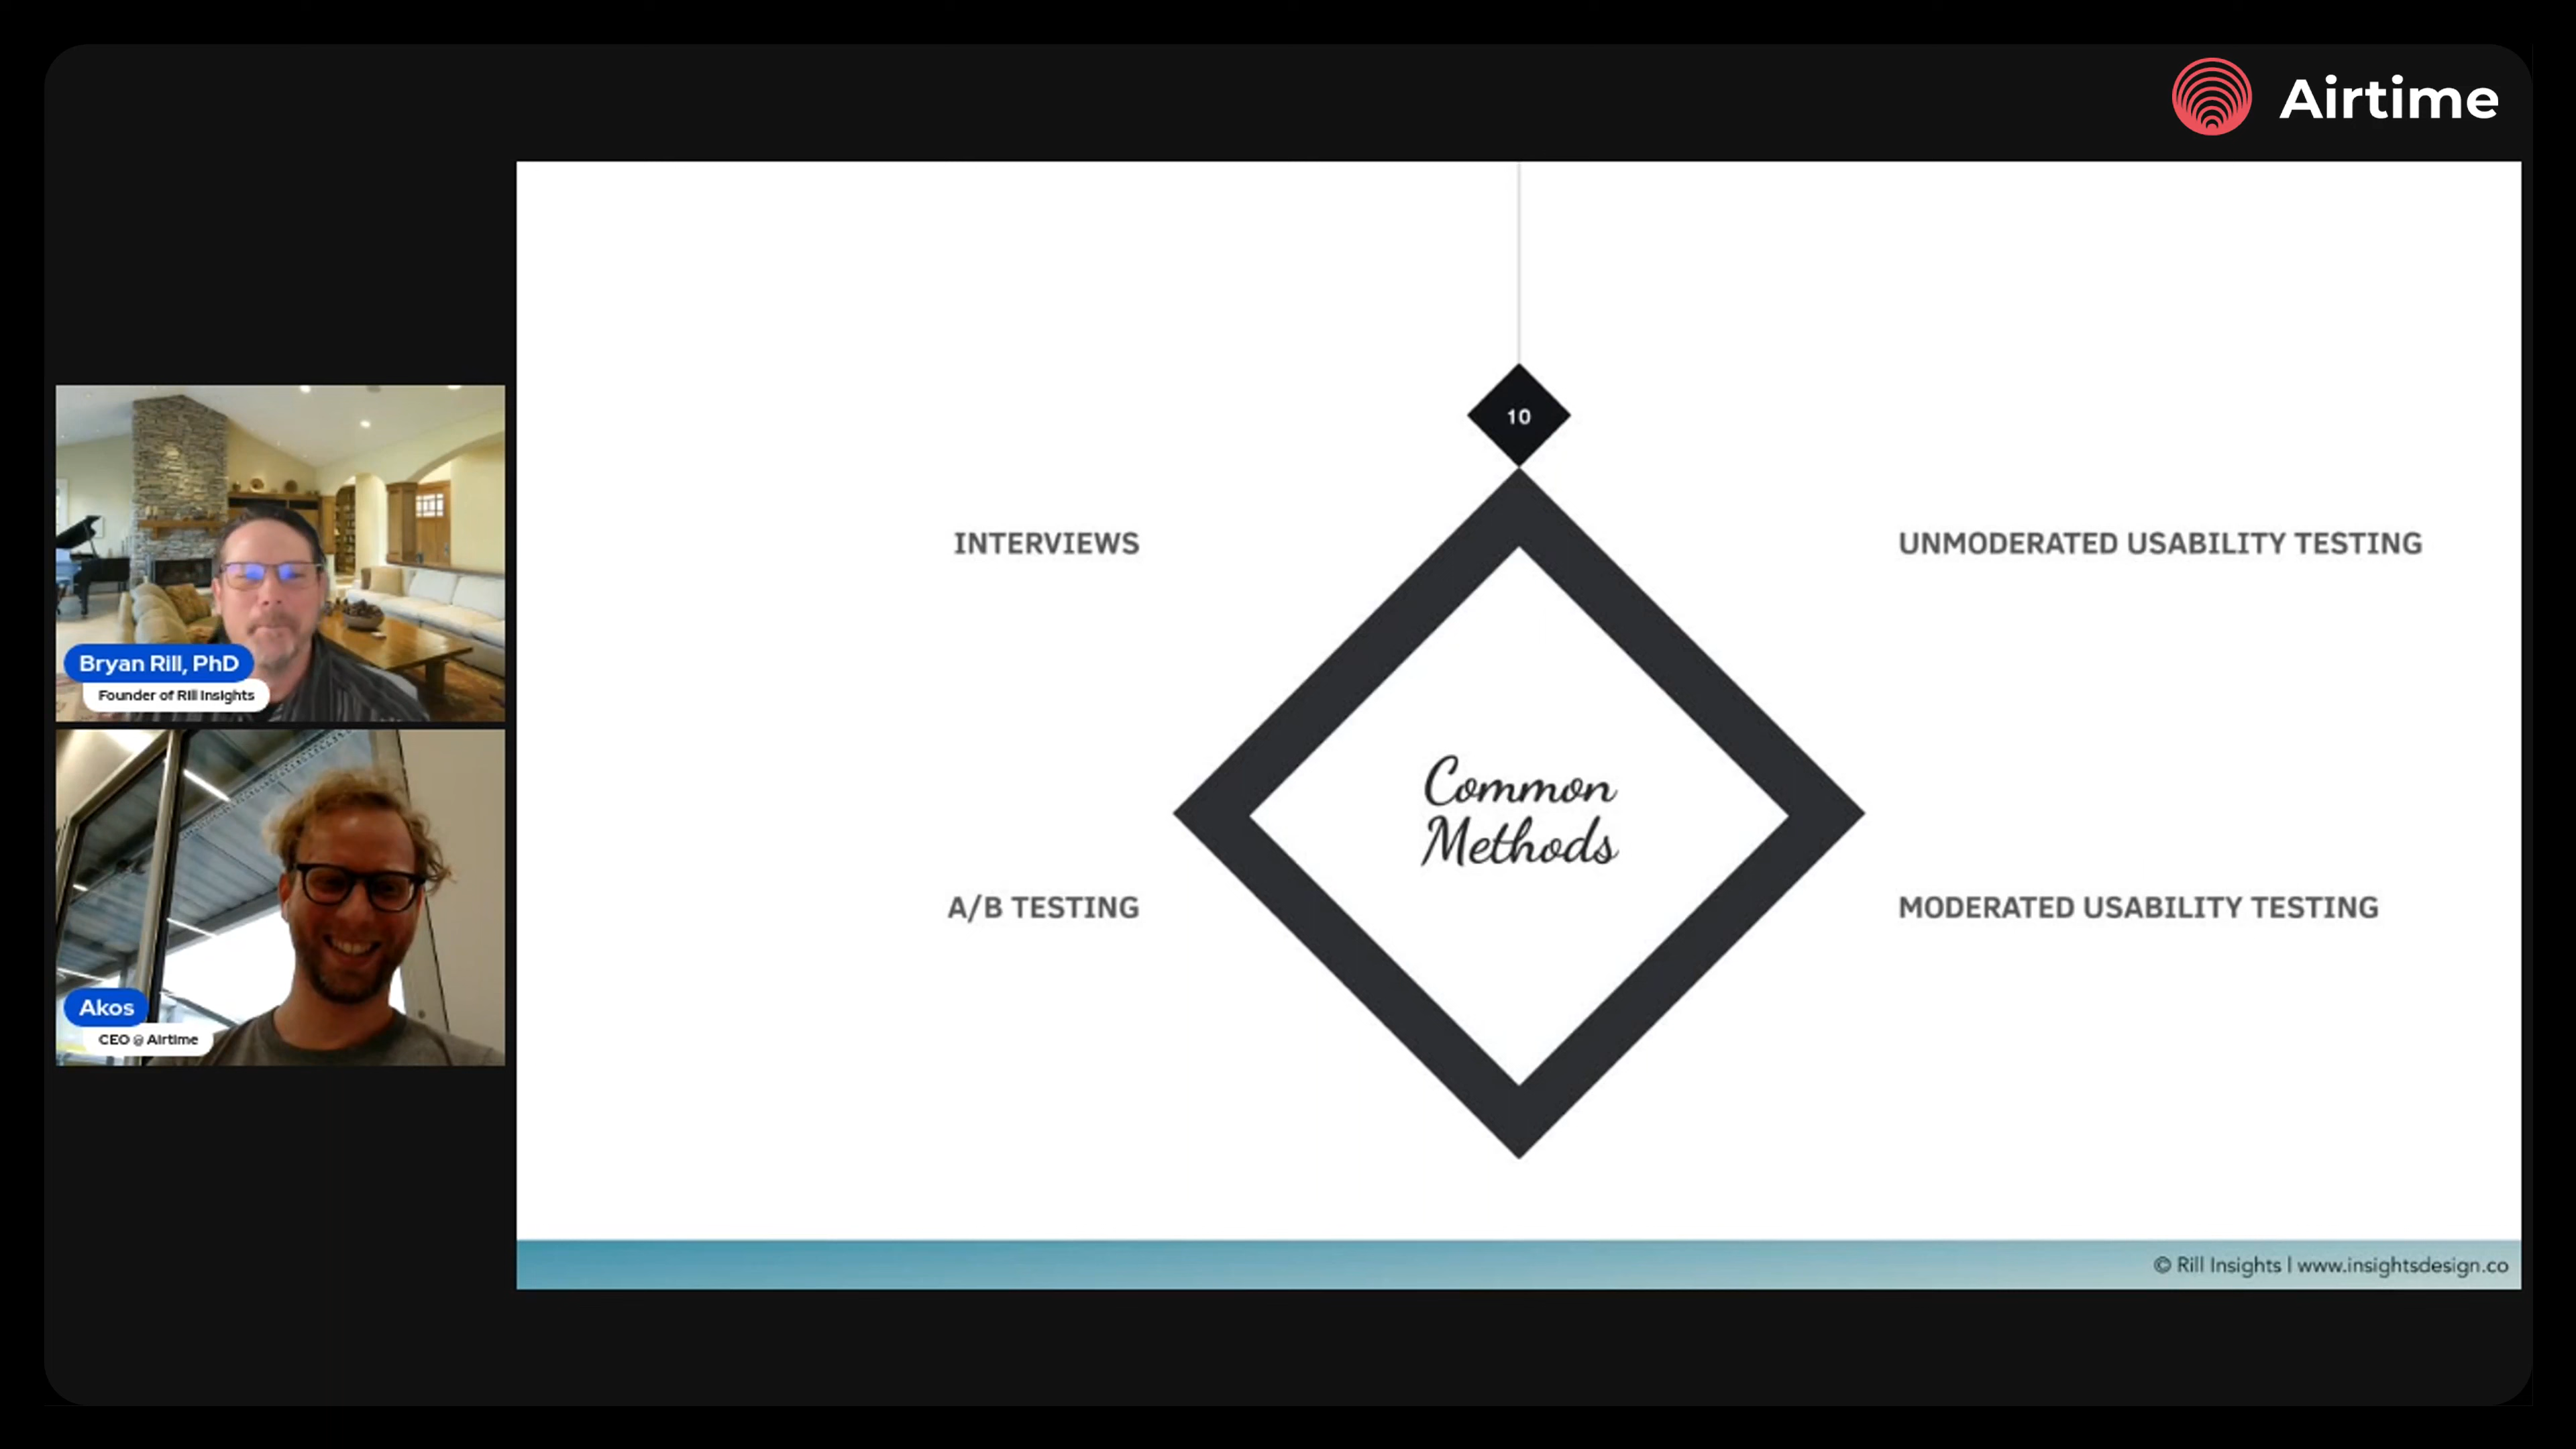 Airtime
10
INTERVIEWS
UNMODERATED USABILITY TESTING
Common
Methods
A/B TESTING
MODERATED USABILITY TESTING
Bryan Rill, PhD
Founder of Rill Insights
Akos
CEO @ Airtime
© Rill Insights | www.insightsdesign.co